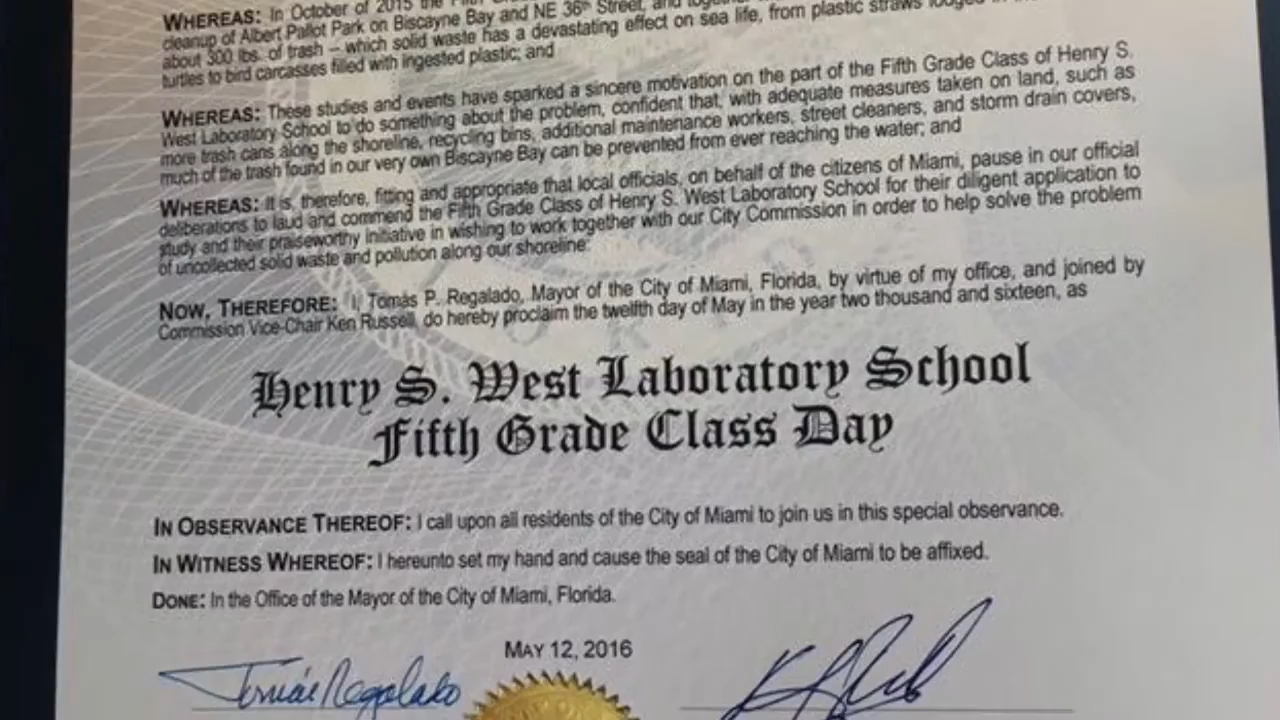 WHEREAS: In October of 2015 the Fifth
cleanup of Albert Pallot Park on Biscayne Bay and NE 36th Street, and
about 300 lbs. of trash – which solid waste has a devastating effect on sea life, from plastic straws lodged in
turtles to bird carcasses filled with ingested plastic; and
WHEREAS: These studies and events have sparked a sincere motivation on the part of the Fifth Grade Class of Henry S.
West Laboratory School to do something about the problem, confident that, with adequate measures taken on land, such as
more trash cans along the shoreline, recycling bins, additional maintenance workers, street cleaners, and storm drain covers,
much of the trash found in our very own Biscayne Bay can be prevented from ever reaching the water; and
WHEREAS: It is, therefore, fitting and appropriate that local officials, on behalf of the citizens of Miami, pause in our official
deliberations to laud and commend the Fifth Grade Class of Henry S. West Laboratory School for their diligent application to
study and their praiseworthy initiative in wishing to work together with our City Commission in order to help solve the problem
of uncollected solid waste and pollution along our shoreline:
NOW, THEREFORE: I, Tomás P. Regalado, Mayor of the City of Miami, Florida, by virtue of my office, and joined by
Commission Vice-Chair Ken Russell, do hereby proclaim the twelfth day of May in the year two thousand and sixteen, as
Henry S. West Laboratory School
Fifth Grade Class Day
IN OBSERVANCE THEREOF: I call upon all residents of the City of Miami to join us in this special observance.
IN WITNESS WHEREOF: I hereunto set my hand and cause the seal of the City of Miami to be affixed.
DONE: In the Office of the Mayor of the City of Miami, Florida.
MAY 12, 2016
Tomás Regalado